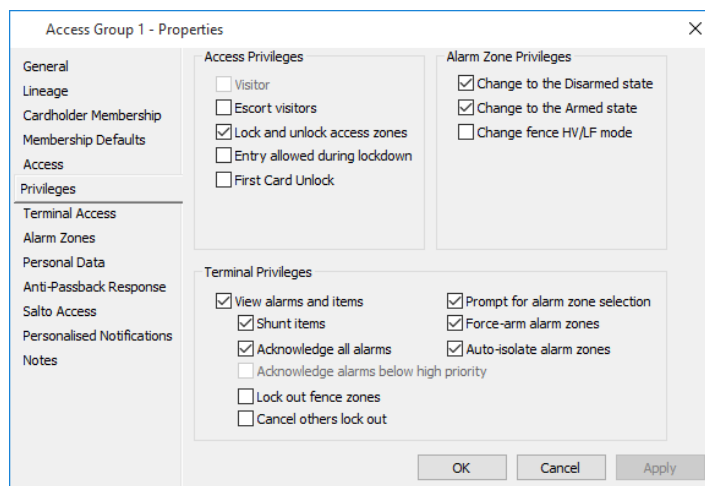 Access Group 1 - Properties
General
Lineage
Cardholder Membership
Membership Defaults
Access
Privileges
Terminal Access
Alarm Zones
Personal Data
Anti-Passback Response
Salto Access
Personalised Notifications
Notes
Access Privileges
Visitor
Escort visitors
Lock and unlock access zones
Entry allowed during lockdown
First Card Unlock
Alarm Zone Privileges
Change to the Disarmed state
Change to the Armed state
Change fence HV/LF mode
Terminal Privileges
View alarms and items
Shunt items
Acknowledge all alarms
Acknowledge alarms below high priority
Lock out fence zones
Cancel others lock out
Prompt for alarm zone selection
Force-arm alarm zones
Auto-isolate alarm zones
OK
Cancel
Apply